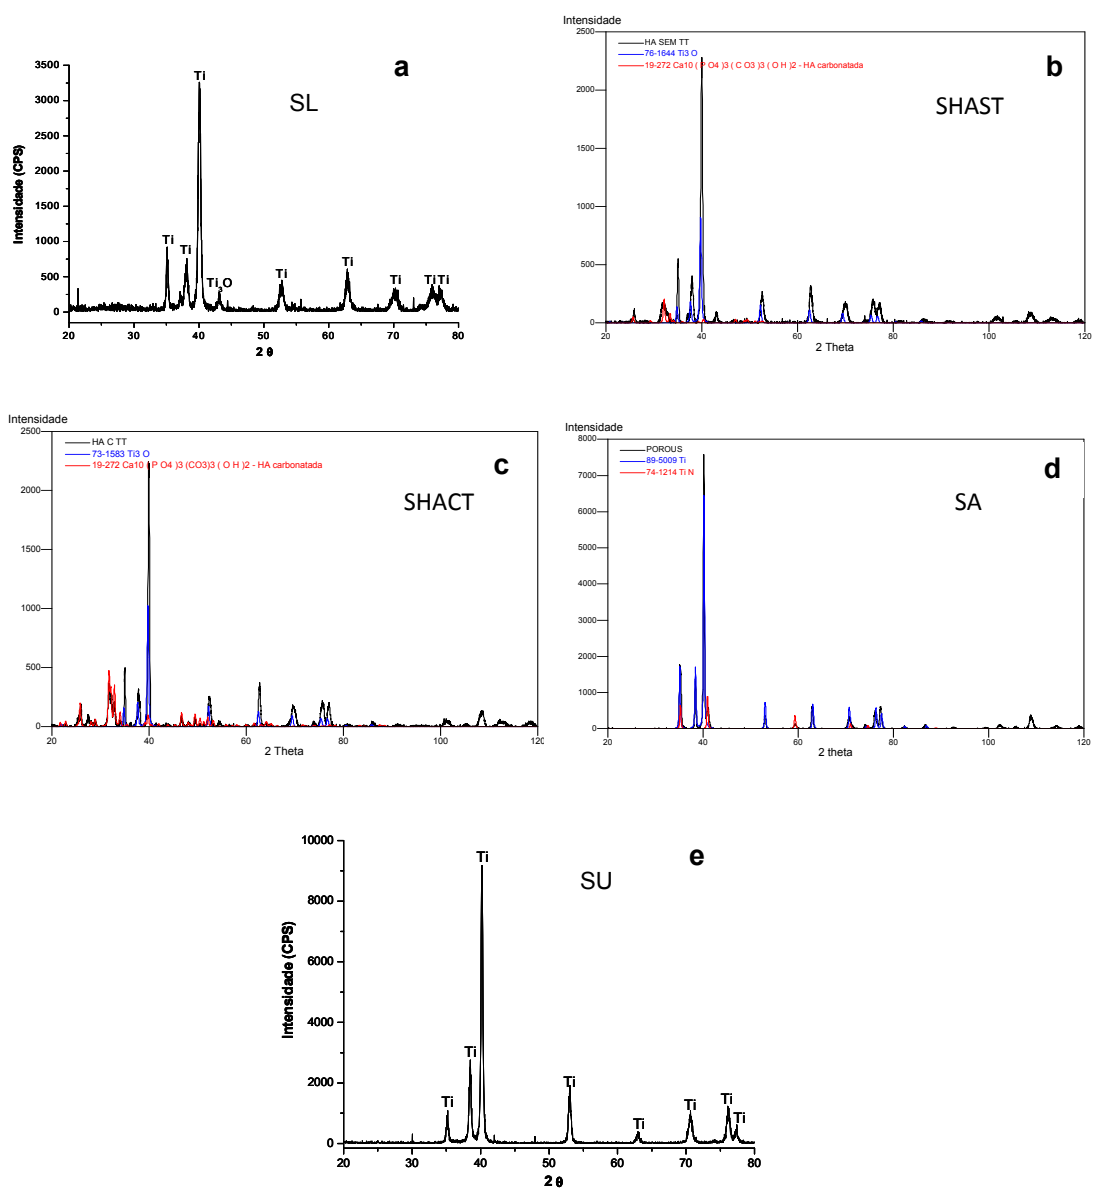 a
SL
Intensidade (CPS)
3500
3000
2500
2000
1500
1000
500
0
Ti
Ti
Ti
Ti3O
Ti
Ti
Ti
Ti
Ti
20 30 40 50 60 70 80
2 θ
Intensidade
b
SHAST
HA SEM TT
76-1644 Ti3 O
19-272 Ca10 ( P O4 )3 ( C O3 )3 ( O H )2 - HA carbonatada
2500
2000
1500
1000
500
0
20 40 60 80 100 120
2 Theta
Intensidade
c
SHACT
HA C TT
73-1583 Ti3 O
19-272 Ca10 ( P O4 )3 (CO3)3 ( O H )2 - HA carbonatada
2500
2000
1500
1000
500
0
20 40 60 80 100 120
2 Theta
Intensidade
d
SA
POROUS
89-5009 Ti
74-1214 Ti N
8000
7000
6000
5000
4000
3000
2000
1000
0
20 40 60 80 100 120
2 theta
e
SU
Intensidade (CPS)
10000
8000
6000
4000
2000
0
Ti
Ti
Ti
Ti
Ti
Ti
Ti
Ti
20 30 40 50 60 70 80
2 θ